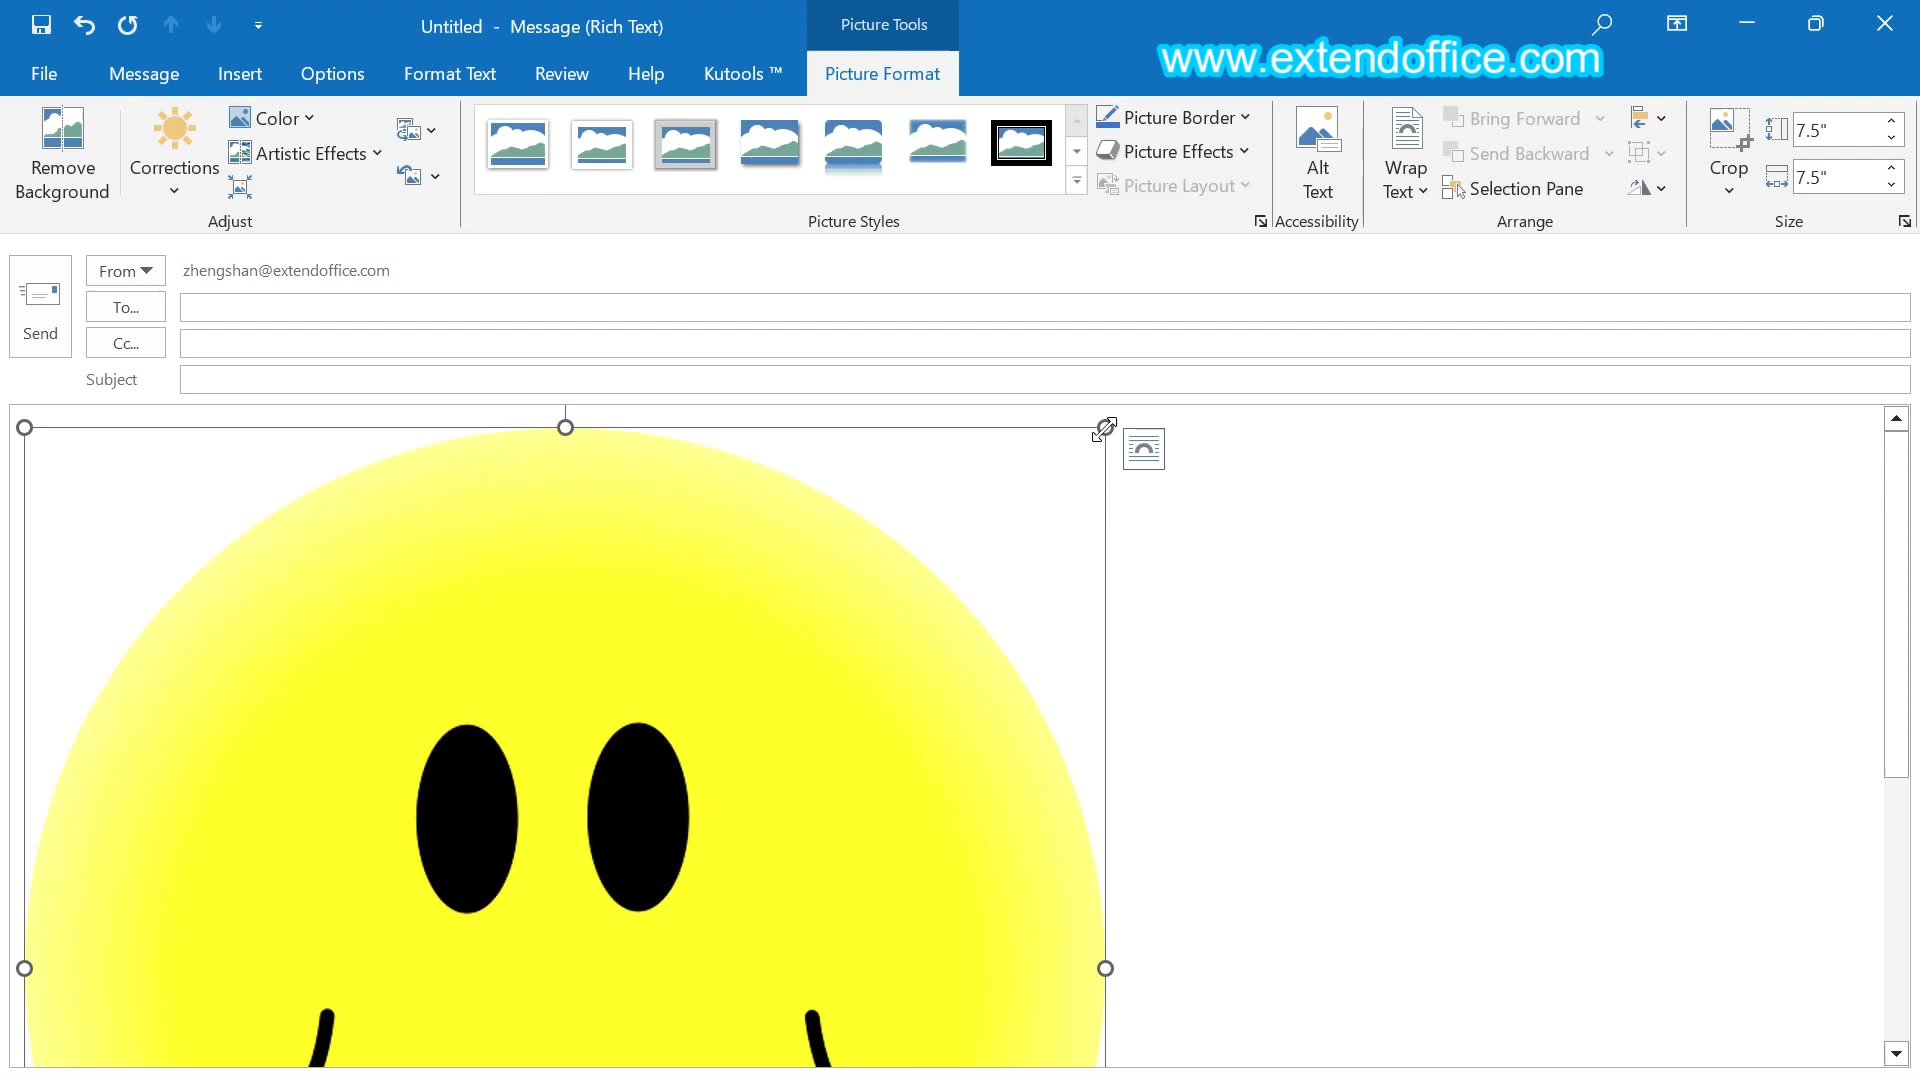 Untitled - Message (Rich Text)
Picture Tools
www.extendoffice.com
File Message Insert Options Format Text Review Help Kutools ™ Picture Format
Remove Background
Corrections
Color
Artistic Effects
Adjust
Picture Styles
Picture Border
Picture Effects
Picture Layout
Alt Text
Accessibility
Wrap Text
Bring Forward
Send Backward
Selection Pane
Arrange
Crop
7.5"
7.5"
Size
Send
From zhengshan@extendoffice.com
To...
Cc...
Subject